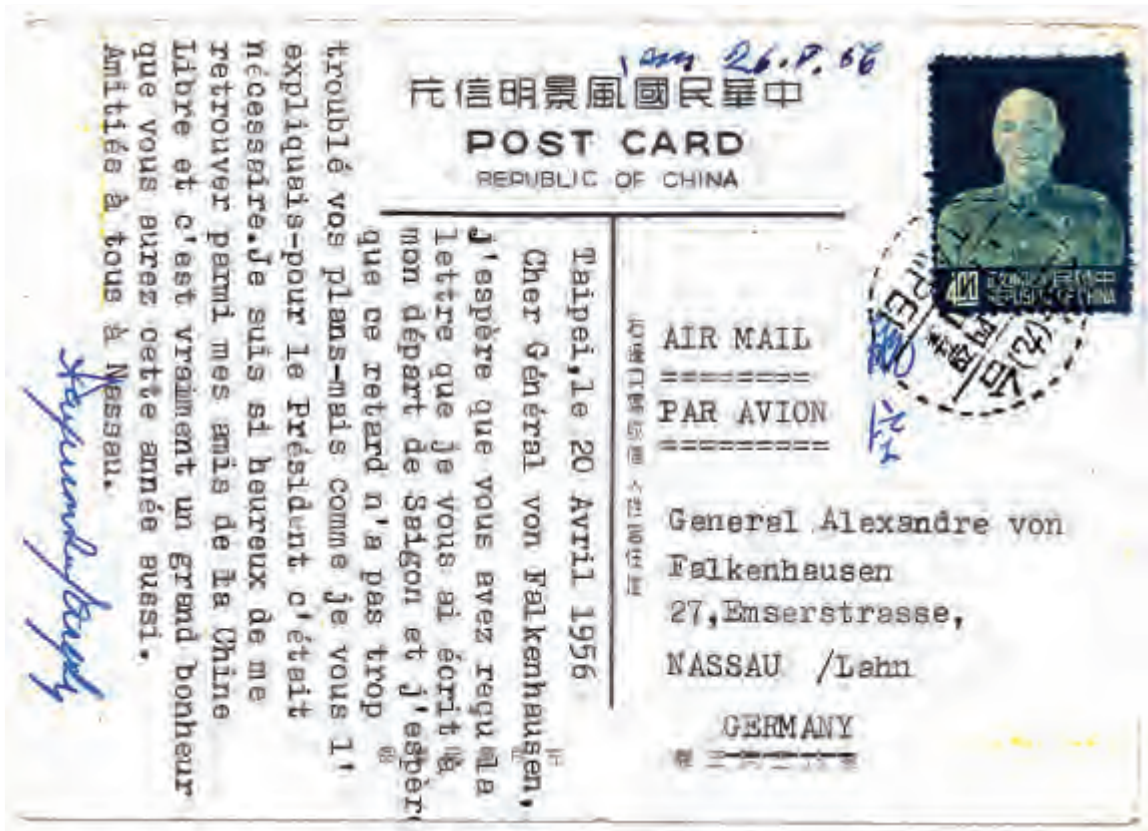 中華民國風景明信片
POST CARD
REPUBLIC OF CHINA
Taipei,le 20 Avril 1956
Cher Général von Falkenhausen,
j'espère que vous avez reçu la
lettre que je vous ai écrit à
mon départ de Saigon et j'espèr
que ce retard n'a pas trop
troublé vos plans-mais comme je vous l'
expliquais-pour le président c'était
nécessaire.Je suis si heureux de me
retrouver parmi mes amis de la Chine
Libre et c'est vraiment un grand bonheur
que vous aurez cette année aussi.
Amitiés à tous à Nassau.
AIR MAIL
========
PAR AVION
=========
General Alexandre von
Falkenhausen
27,Emserstrasse,
NASSAU /Lahn
GERMANY
400
REPUBLIC OF CHINA